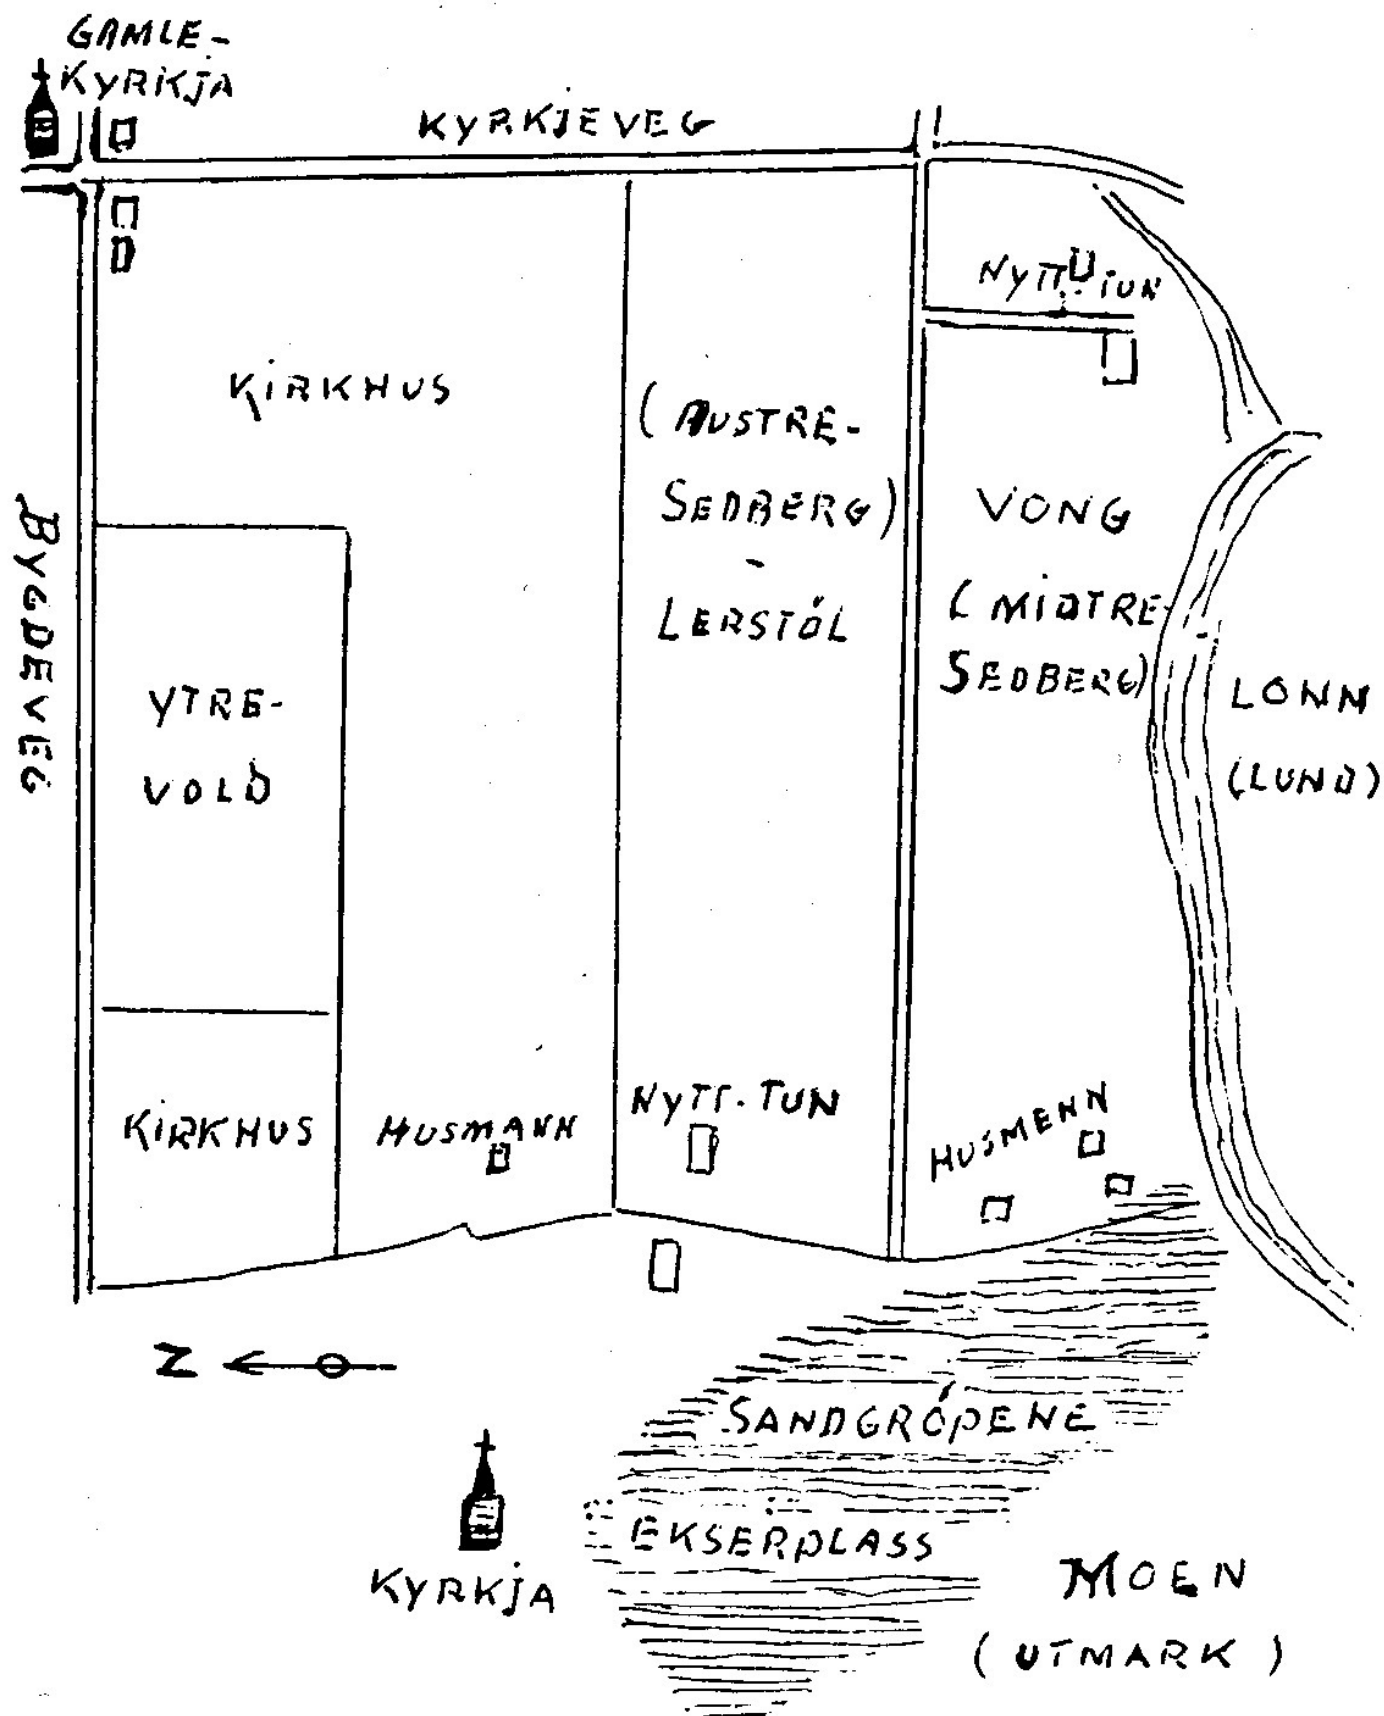 GAMLE-
KYRKJA
KYRKJEVEG
NYTT TUN
KIRKHUS
(AUSTRE-
SEDBERG)
-
LERSTÓL
VONG
(MIDTRE-
SEDBERG)
LONN
(LUND)
BYGDEVEG
YTRE-
VOLD
KIRKHUS
HUSMANN
NYTT-TUN
HUSMENN
N
SANDGRÓPENE
EKSERPLASS
KYRKJA
MOEN
(UTMARK)